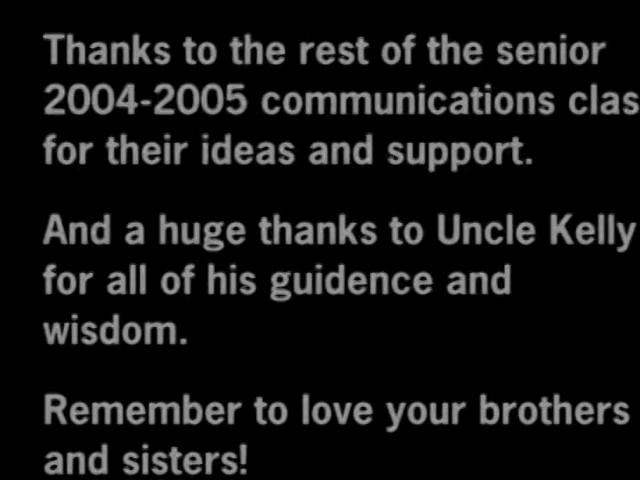 Thanks to the rest of the senior
2004-2005 communications clas
for their ideas and support.
And a huge thanks to Uncle Kelly
for all of his guidence and
wisdom.
Remember to love your brothers
and sisters!